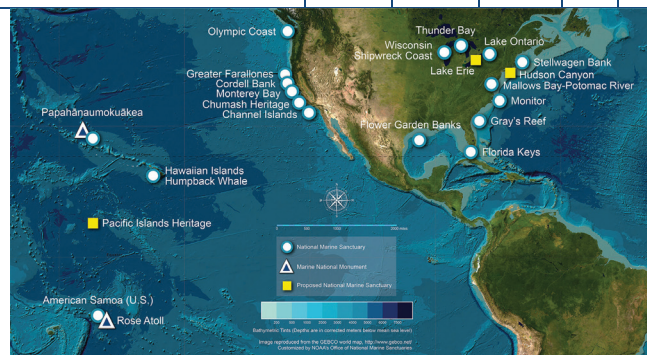 Olympic Coast
Thunder Bay
Wisconsin
Shipwreck Coast
Lake Ontario
Lake Erie
Stellwagen Bank
Hudson Canyon
Mallows Bay-Potomac River
Monitor
Gray's Reef
Florida Keys
Flower Garden Banks
Greater Farallones
Cordell Bank
Monterey Bay
Chumash Heritage
Channel Islands
Papahānaumokuākea
Hawaiian Islands
Humpback Whale
Pacific Islands Heritage
American Samoa (U.S.)
Rose Atoll
National Marine Sanctuary
Marine National Monument
Proposed National Marine Sanctuary
Bathymetric Tints (Depths are in corrected meters below mean sea level)
Image reproduced from the GEBCO world map, http://www.gebco.net/
Customized by NOAA's Office of National Marine Sanctuaries